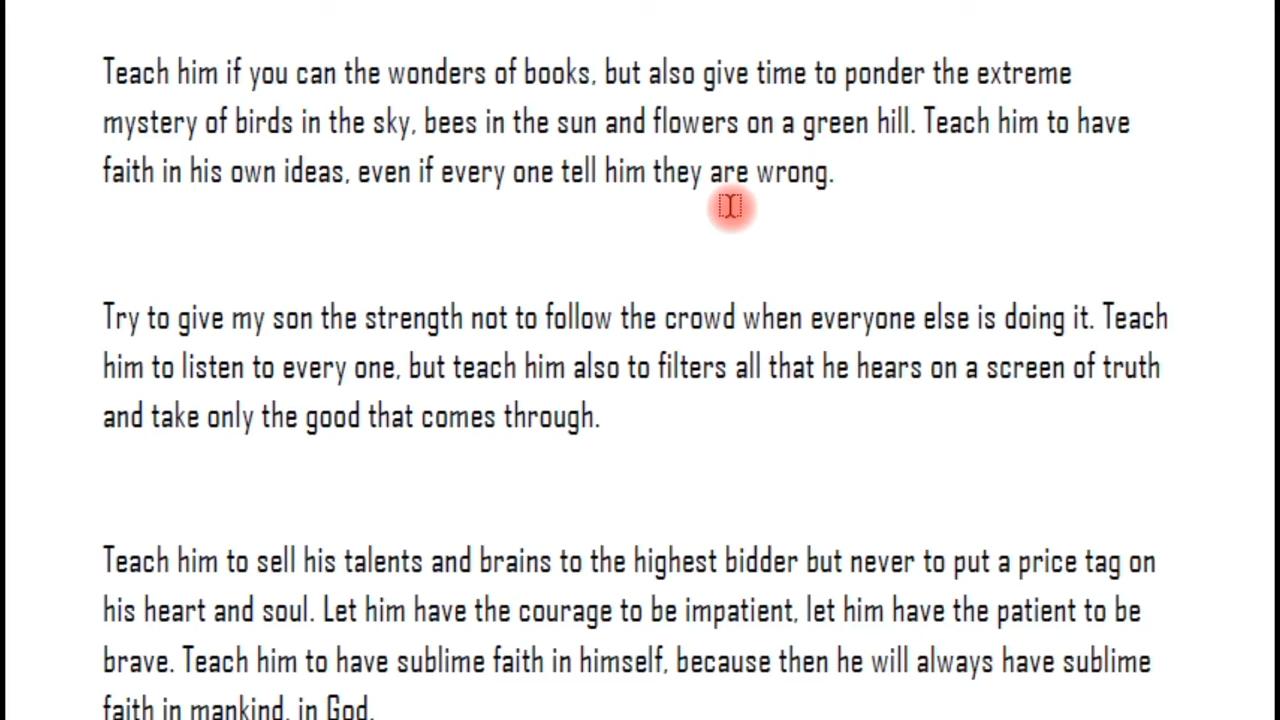 Teach him if you can the wonders of books, but also give time to ponder the extreme
mystery of birds in the sky, bees in the sun and flowers on a green hill. Teach him to have
faith in his own ideas, even if every one tell him they are wrong.
Try to give my son the strength not to follow the crowd when everyone else is doing it. Teach
him to listen to every one, but teach him also to filters all that he hears on a screen of truth
and take only the good that comes through.
Teach him to sell his talents and brains to the highest bidder but never to put a price tag on
his heart and soul. Let him have the courage to be impatient, let him have the patient to be
brave. Teach him to have sublime faith in himself, because then he will always have sublime
faith in mankind, in God.